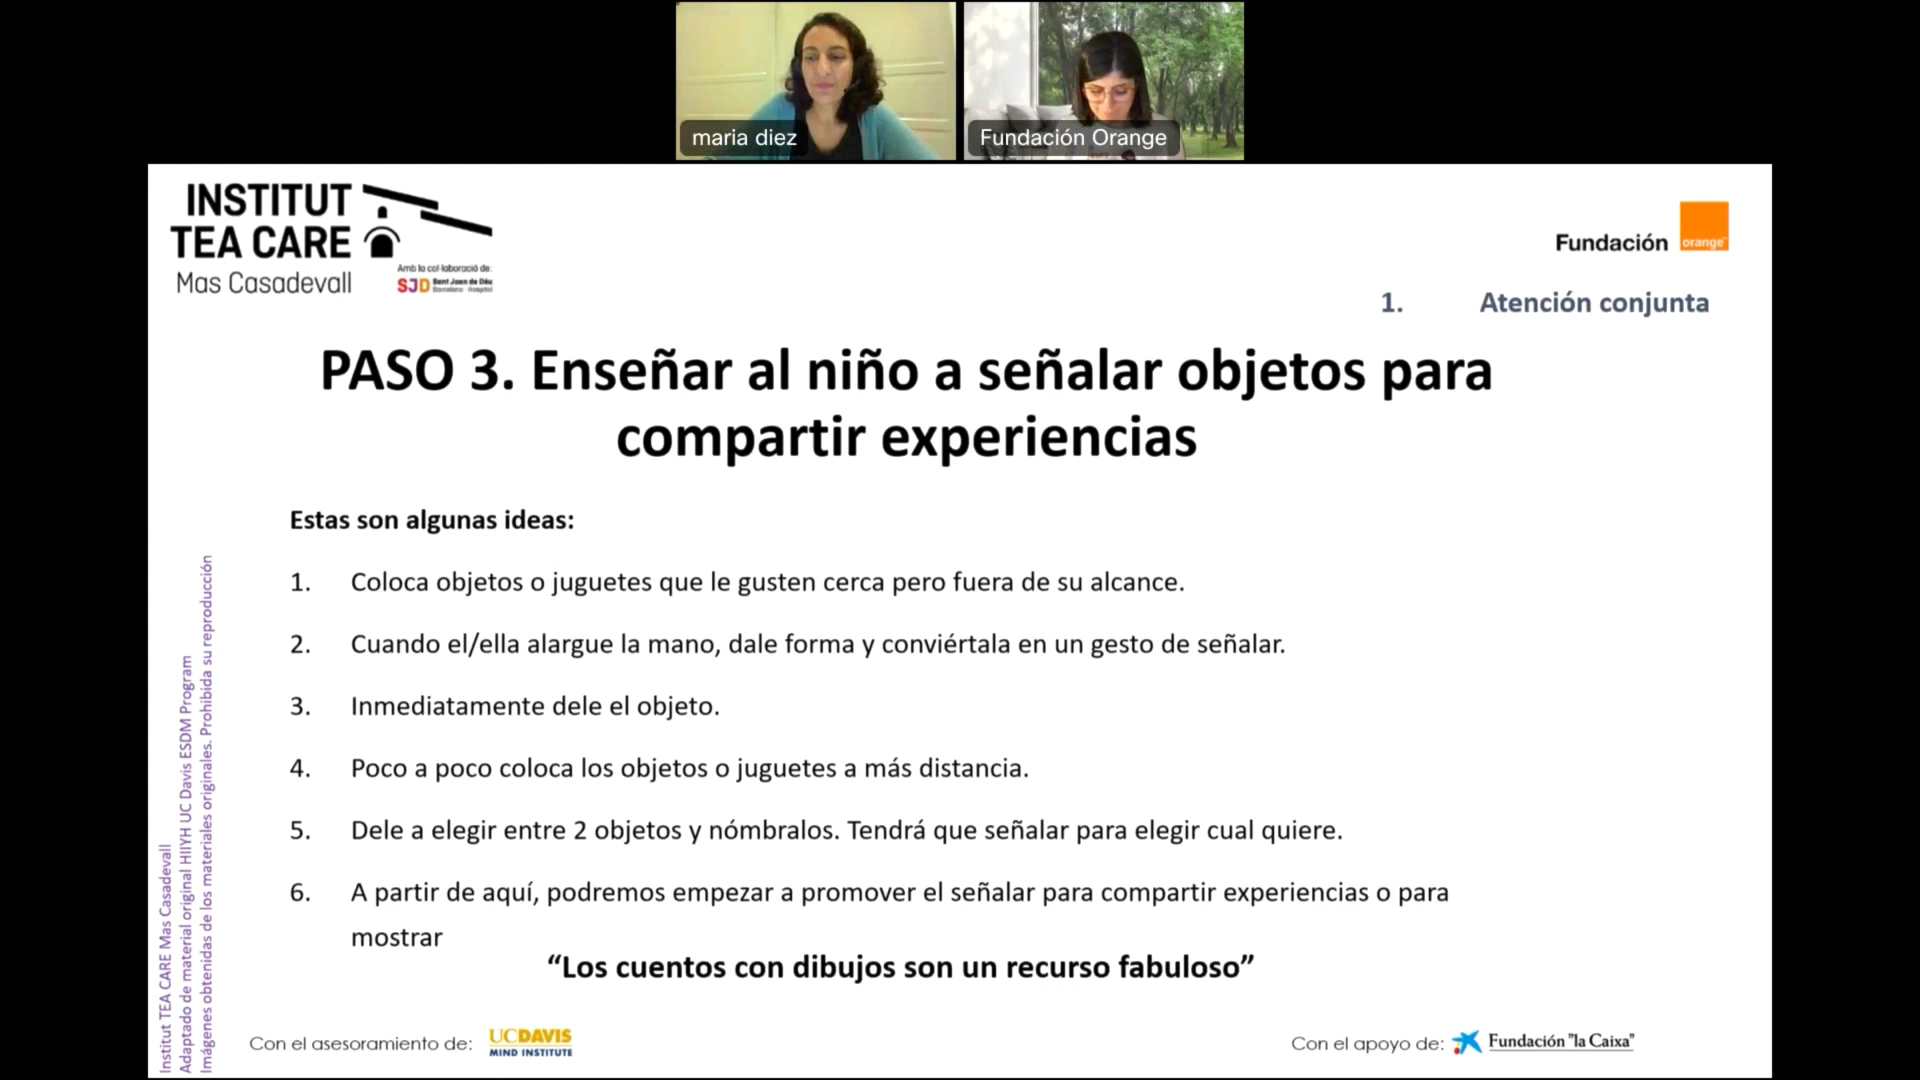 maria diez
Fundación Orange
INSTITUT
TEA CARE
Mas Casadevall
Amb la col·laboració de:
SJD Sant Joan de Déu
Barcelona · Hospital
Fundación
orange™
1. Atención conjunta
PASO 3. Enseñar al niño a señalar objetos para
compartir experiencias
Estas son algunas ideas:
1. Coloca objetos o juguetes que le gusten cerca pero fuera de su alcance.
2. Cuando el/ella alargue la mano, dale forma y conviértala en un gesto de señalar.
3. Inmediatamente dele el objeto.
4. Poco a poco coloca los objetos o juguetes a más distancia.
5. Dele a elegir entre 2 objetos y nómbralos. Tendrá que señalar para elegir cual quiere.
6. A partir de aquí, podremos empezar a promover el señalar para compartir experiencias o para
mostrar
“Los cuentos con dibujos son un recurso fabuloso”
Institut TEA CARE Mas Casadevall
Adaptado de material original HIIYH UC Davis ESDM Program
Imágenes obtenidas de los materiales originales. Prohibida su reproducción
Con el asesoramiento de:
UCDAVIS
MIND INSTITUTE
Con el apoyo de:
Fundación "la Caixa"